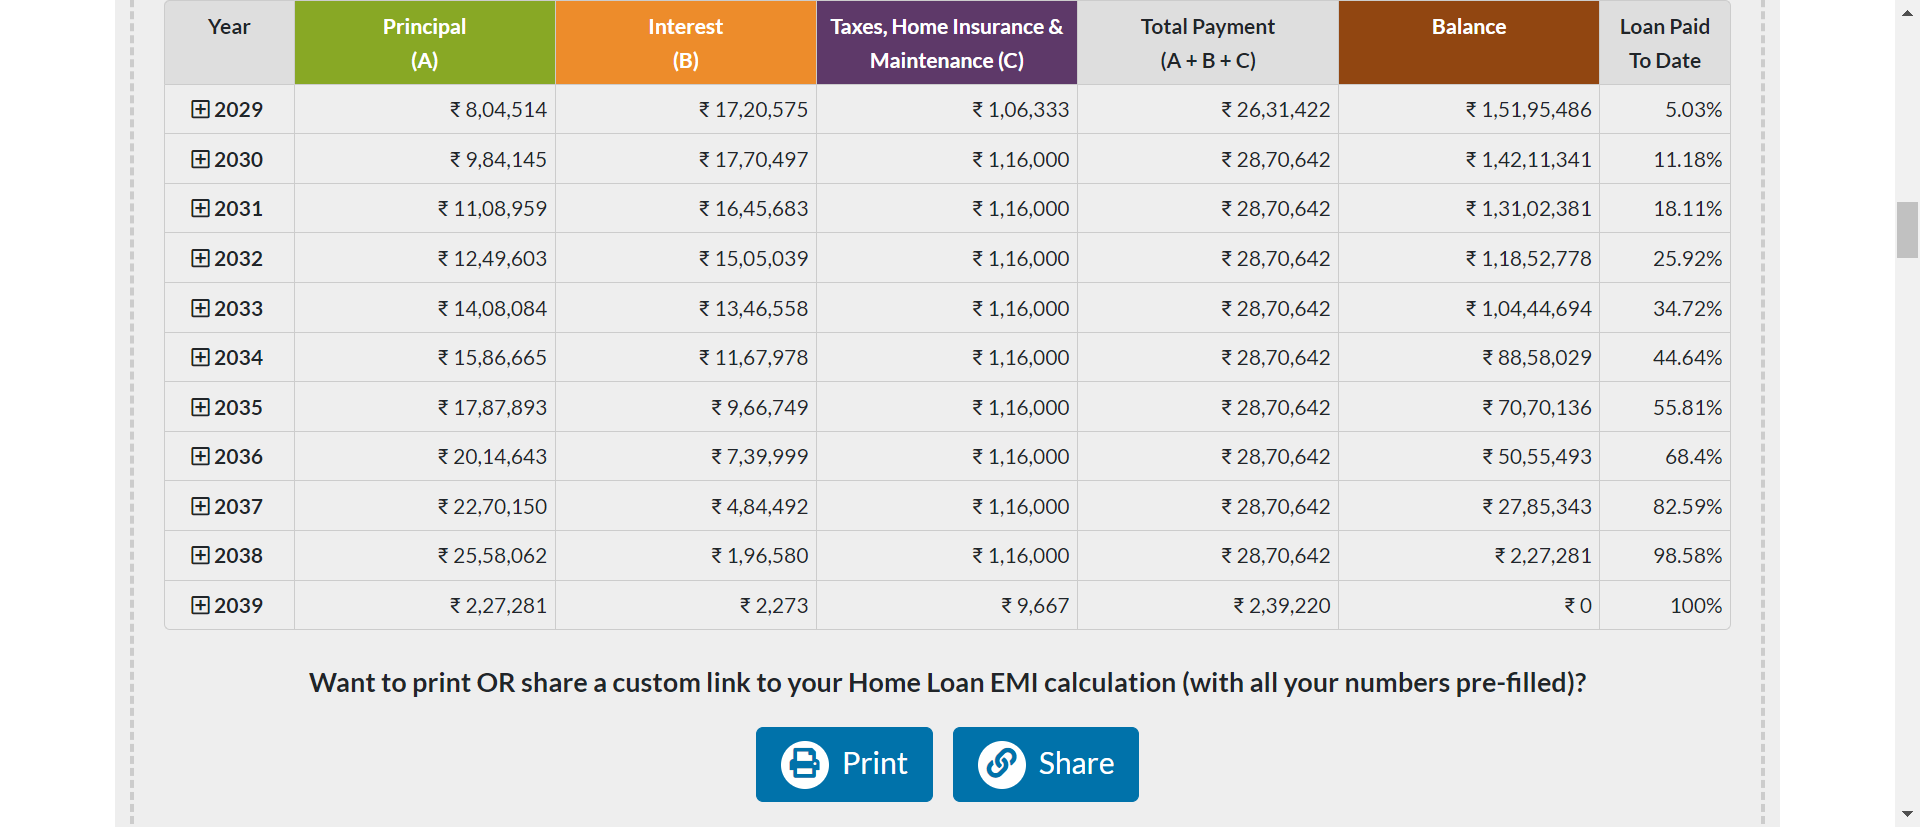 Year Principal (A) Interest (B) Taxes, Home Insurance & Maintenance (C) Total Payment (A + B + C) Balance Loan Paid To Date
2029 ₹ 8,04,514 ₹ 17,20,575 ₹ 1,06,333 ₹ 26,31,422 ₹ 1,51,95,486 5.03%
2030 ₹ 9,84,145 ₹ 17,70,497 ₹ 1,16,000 ₹ 28,70,642 ₹ 1,42,11,341 11.18%
2031 ₹ 11,08,959 ₹ 16,45,683 ₹ 1,16,000 ₹ 28,70,642 ₹ 1,31,02,381 18.11%
2032 ₹ 12,49,603 ₹ 15,05,039 ₹ 1,16,000 ₹ 28,70,642 ₹ 1,18,52,778 25.92%
2033 ₹ 14,08,084 ₹ 13,46,558 ₹ 1,16,000 ₹ 28,70,642 ₹ 1,04,44,694 34.72%
2034 ₹ 15,86,665 ₹ 11,67,978 ₹ 1,16,000 ₹ 28,70,642 ₹ 88,58,029 44.64%
2035 ₹ 17,87,893 ₹ 9,66,749 ₹ 1,16,000 ₹ 28,70,642 ₹ 70,70,136 55.81%
2036 ₹ 20,14,643 ₹ 7,39,999 ₹ 1,16,000 ₹ 28,70,642 ₹ 50,55,493 68.4%
2037 ₹ 22,70,150 ₹ 4,84,492 ₹ 1,16,000 ₹ 28,70,642 ₹ 27,85,343 82.59%
2038 ₹ 25,58,062 ₹ 1,96,580 ₹ 1,16,000 ₹ 28,70,642 ₹ 2,27,281 98.58%
2039 ₹ 2,27,281 ₹ 2,273 ₹ 9,667 ₹ 2,39,220 ₹ 0 100%
Want to print OR share a custom link to your Home Loan EMI calculation (with all your numbers pre-filled)?
Print Share